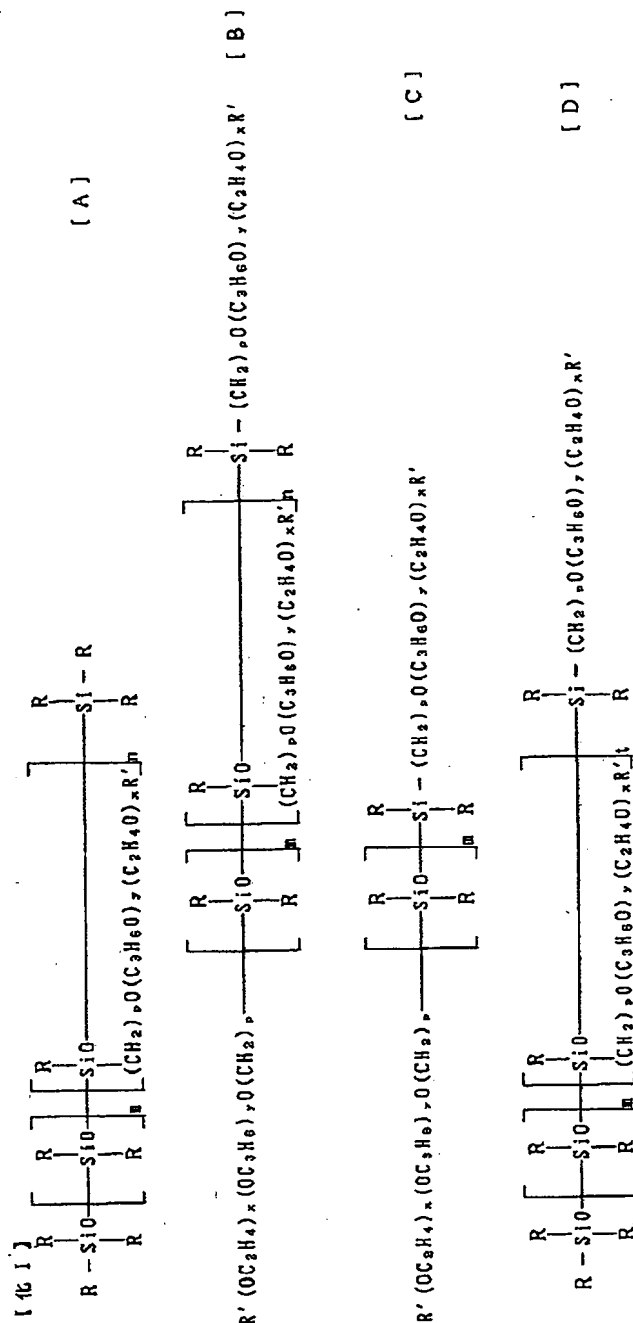 [化 I]
R R R R
R-SiO SiO SiO Si-R [A]
R R m (CH₂)ₚO(C₃H₆O)ᵧ(C₂H₄O)ₓR' n R
R R R
R'(OC₂H₄)ₓ(OC₃H₆)ᵧO(CH₂)ₚ SiO SiO Si-(CH₂)ₚO(C₃H₆O)ᵧ(C₂H₄O)ₓR' [B]
R m (CH₂)ₚO(C₃H₆O)ᵧ(C₂H₄O)ₓR' n R
R R
R'(OC₂H₄)ₓ(OC₃H₆)ᵧO(CH₂)ₚ SiO Si-(CH₂)ₚO(C₃H₆O)ᵧ(C₂H₄O)ₓR' [C]
R m R
R R R R
R-SiO SiO SiO Si-(CH₂)ₚO(C₃H₆O)ᵧ(C₂H₄O)ₓR' [D]
R R m (CH₂)ₚO(C₃H₆O)ᵧ(C₂H₄O)ₓR' t R